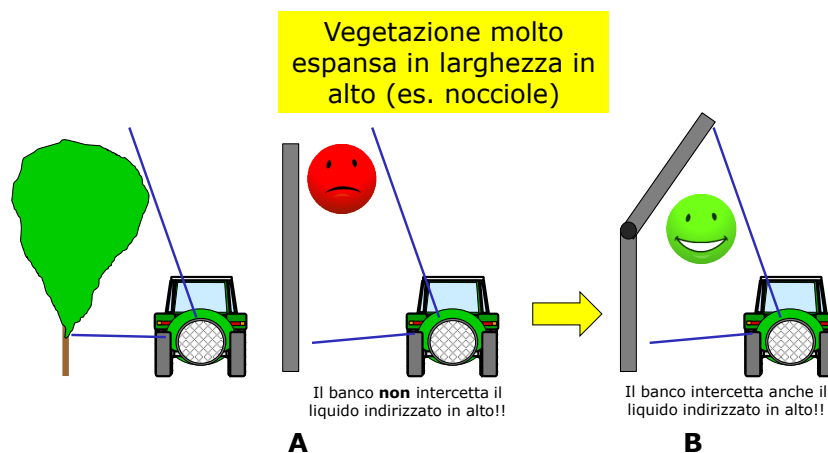 Vegetazione molto
espansa in larghezza in
alto (es. nocciole)
Il banco non intercetta il
liquido indirizzato in alto!!
Il banco intercetta anche il
liquido indirizzato in alto!!
A
B